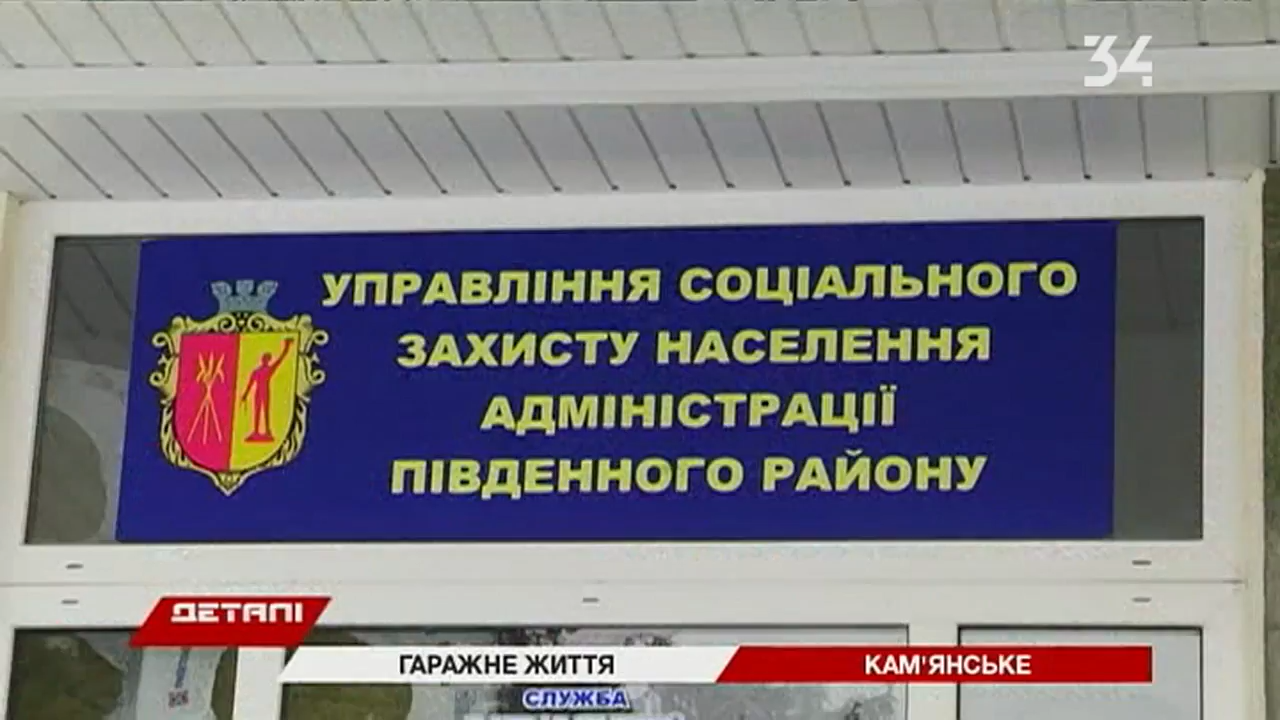 34
УПРАВЛІННЯ СОЦІАЛЬНОГО
ЗАХИСТУ НАСЕЛЕННЯ
АДМІНІСТРАЦІЇ
ПІВДЕННОГО РАЙОНУ
ДЕТАЛІ
ГАРАЖНЕ ЖИТТЯ
КАМ'ЯНСЬКЕ
СЛУЖБА